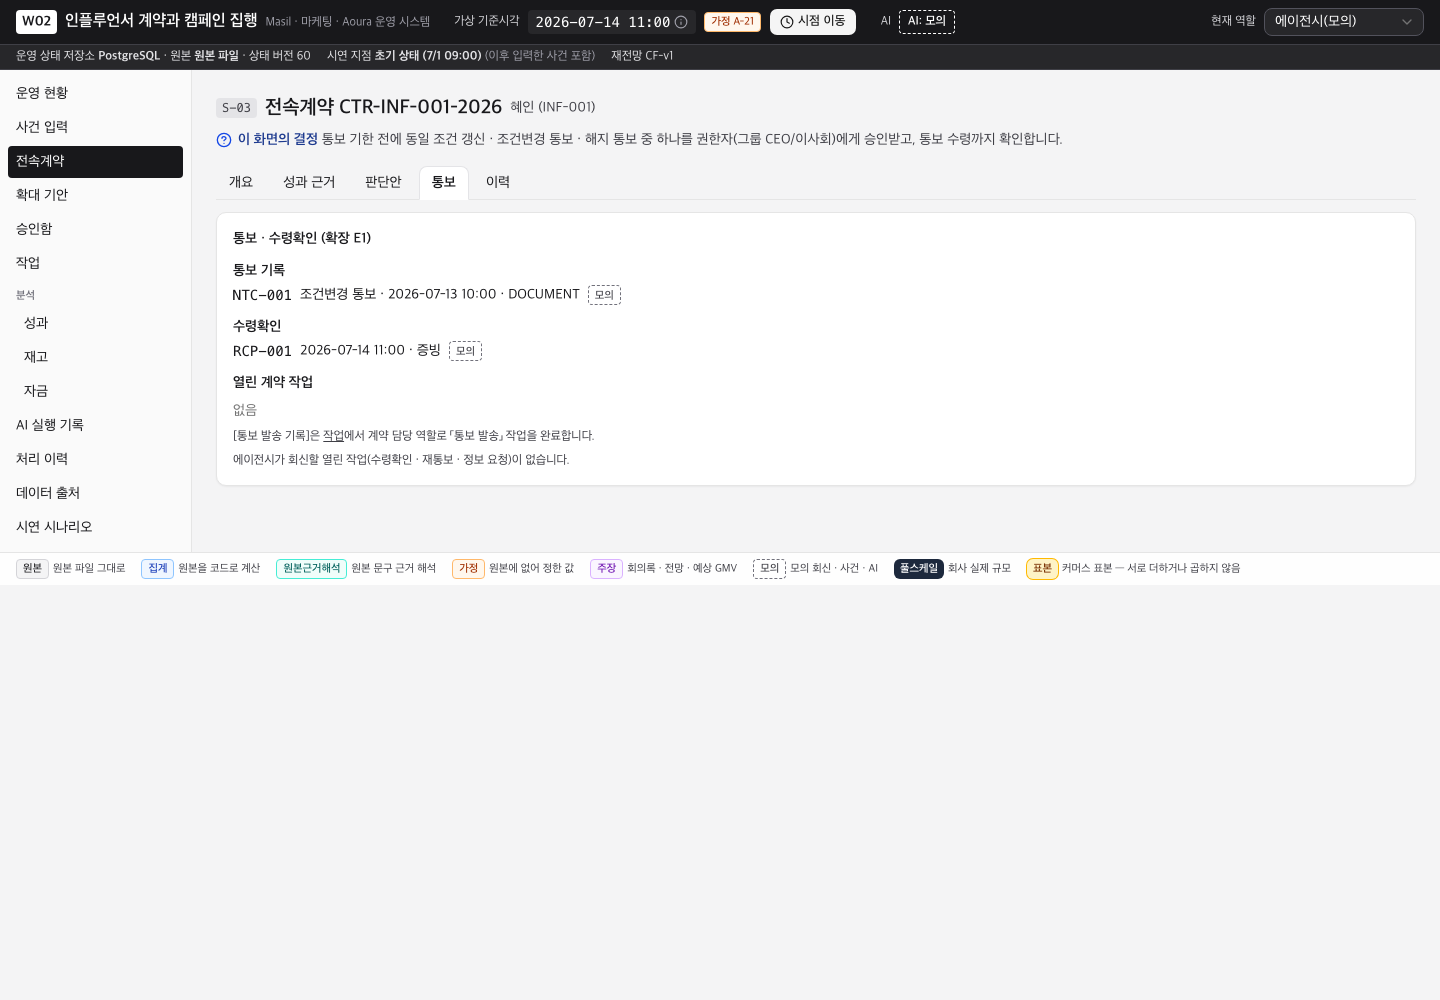 W02 인플루언서 계약과 캠페인 집행 Masil · 마케팅 · Aoura 운영 시스템 가상 기준시각 2026-07-14 11:00 가정 A-21 시점 이동 AI AI: 모의 현재 역할 에이전시(모의)
운영 상태 저장소 PostgreSQL · 원본 원본 파일 · 상태 버전 60 시연 지점 초기 상태 (7/1 09:00) (이후 입력한 사건 포함) 재전망 CF-v1
운영 현황
사건 입력
전속계약
확대 기안
승인함
작업
분석
성과
재고
자금
AI 실행 기록
처리 이력
데이터 출처
시연 시나리오
S-03 전속계약 CTR-INF-001-2026 혜인 (INF-001)
이 화면의 결정 통보 기한 전에 동일 조건 갱신 · 조건변경 통보 · 해지 통보 중 하나를 권한자(그룹 CEO/이사회)에게 승인받고, 통보 수령까지 확인합니다.
개요 성과 근거 판단안 통보 이력
통보 · 수령확인 (확장 E1)
통보 기록
NTC-001 조건변경 통보 · 2026-07-13 10:00 · DOCUMENT 모의
수령확인
RCP-001 2026-07-14 11:00 · 증빙 모의
열린 계약 작업
없음
[통보 발송 기록]은 작업에서 계약 담당 역할로 「통보 발송」 작업을 완료합니다.
에이전시가 회신할 열린 작업(수령확인 · 재통보 · 정보 요청)이 없습니다.
원본 원본 파일 그대로 집계 원본을 코드로 계산 원본근거해석 원본 문구 근거 해석 가정 원본에 없어 정한 값 주장 회의록 · 전망 · 예상 GMV 모의 모의 회신 · 사건 · AI 풀스케일 회사 실제 규모 표본 커머스 표본 — 서로 더하거나 곱하지 않음